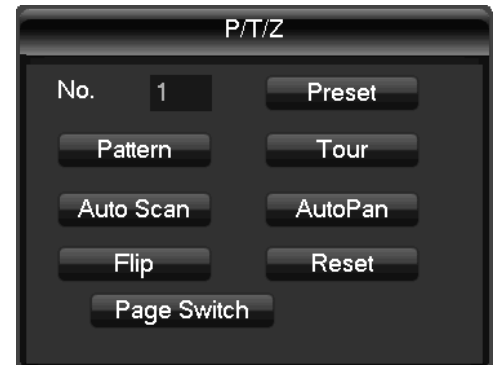 P/T/Z
No. 1 Preset
Pattern Tour
Auto Scan AutoPan
Flip Reset
Page Switch